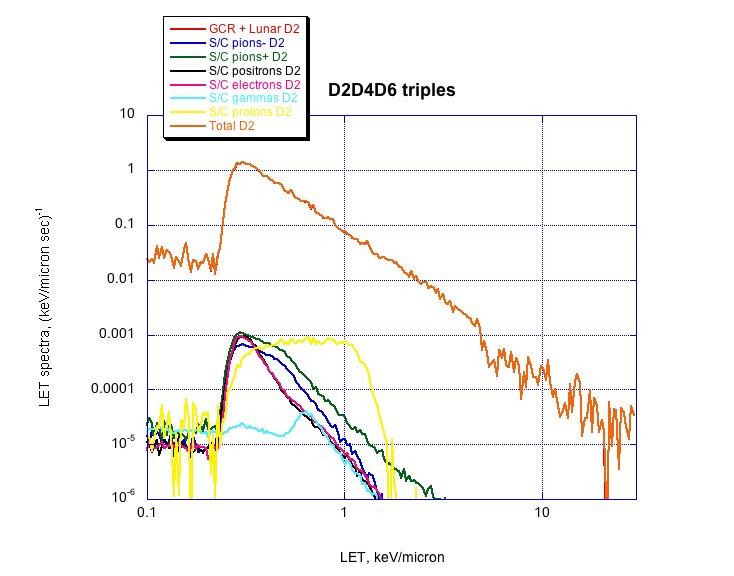 GCR + Lunar D2
S/C pions- D2
S/C pions+ D2
S/C positrons D2
S/C electrons D2
S/C gammas D2
S/C protons D2
Total D2
D2D4D6 triples
10
1
0.1
0.01
0.001
0.0001
10-5
10-6
LET spectra, (keV/micron sec)-1
0.1
1
10
LET, keV/micron